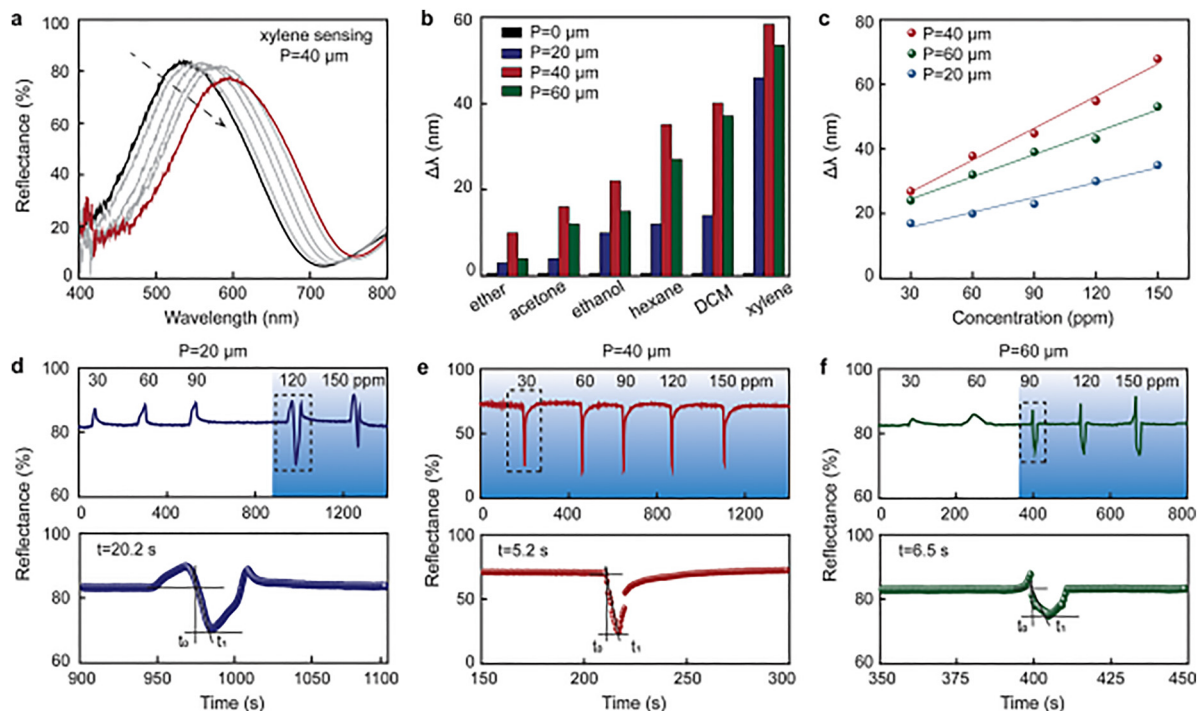 a
xylene sensing
P=40 μm
Reflectance (%)
100
80
60
40
20
0
400
500
600
700
800
Wavelength (nm)
b
P=0 μm
P=20 μm
P=40 μm
P=60 μm
Δλ (nm)
60
40
20
0
ether
acetone
ethanol
hexane
DCM
xylene
c
P=40 μm
P=60 μm
P=20 μm
Δλ (nm)
80
60
40
20
0
30
60
90
120
150
Concentration (ppm)
d
P=20 μm
30 60 90 120 150 ppm
Reflectance (%)
100
80
60
0 400 800 1200
t=20.2 s
100
80
60
t₀ t₁
900 950 1000 1050 1100
Time (s)
e
P=40 μm
30 60 90 120 150 ppm
Reflectance (%)
100
50
0
0 400 800 1200
t=5.2 s
100
50
0
t₀ t₁
150 200 250 300
Time (s)
f
P=60 μm
30 60 90 120 150 ppm
Reflectance (%)
100
80
60
0 200 400 600 800
t=6.5 s
100
80
60
t₀ t₁
350 375 400 425 450
Time (s)